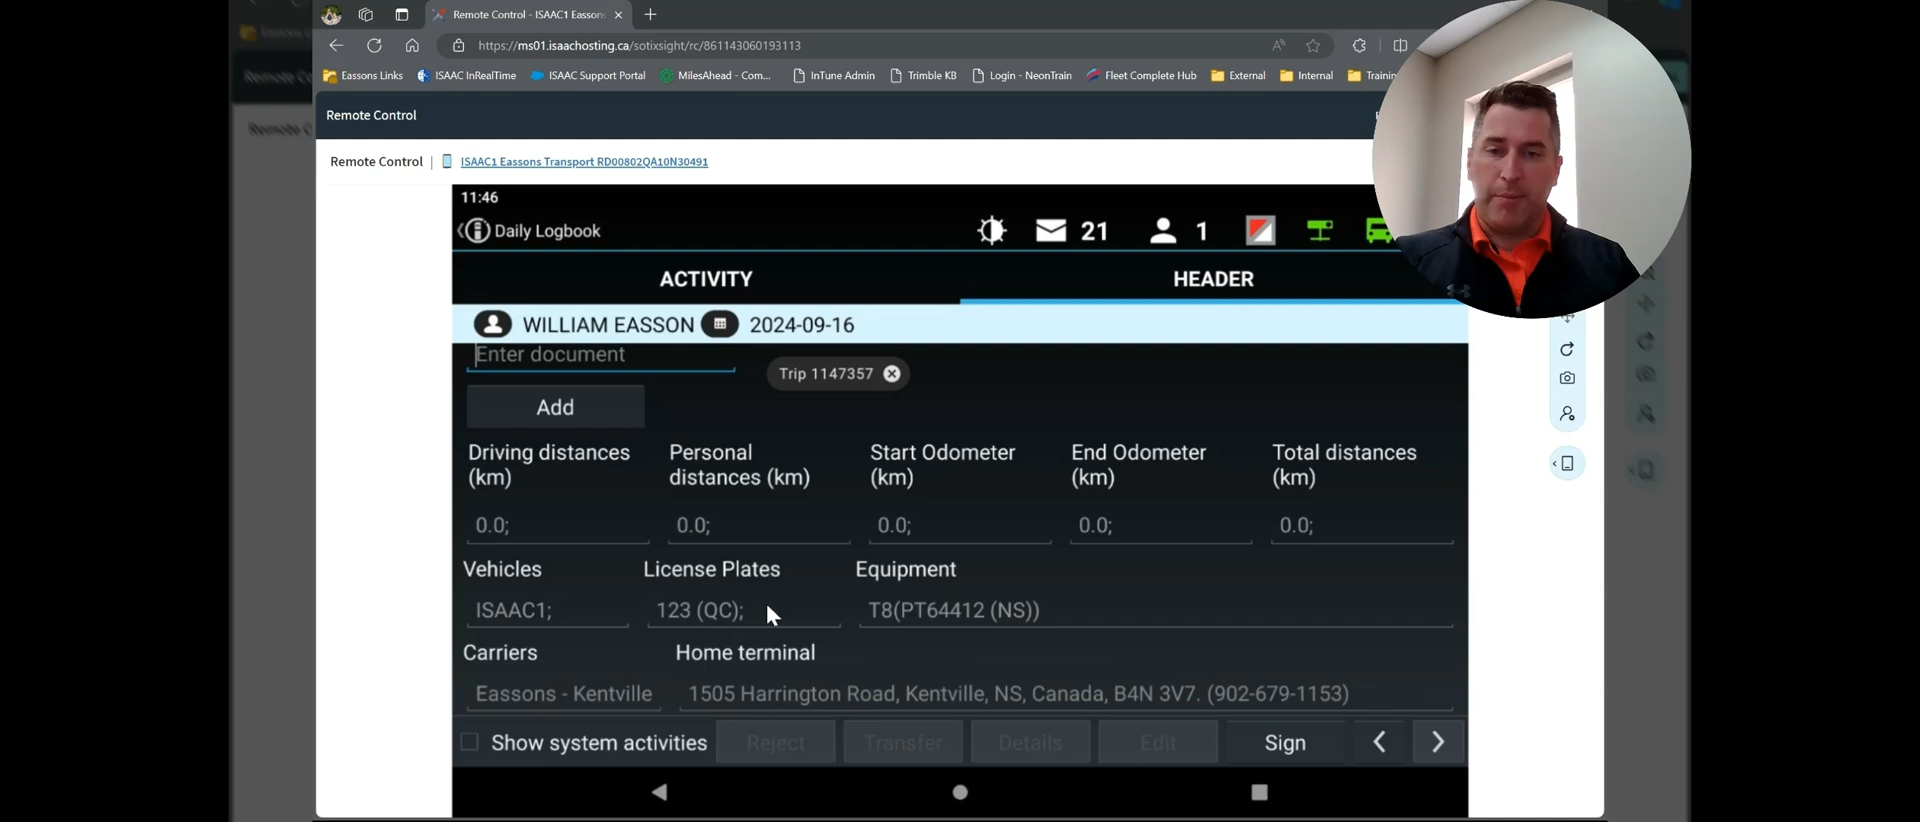 Remote Control - ISAAC1 Eassons
https://ms01.isaachosting.ca/sotixsight/rc/861143060193113
Eassons Links ISAAC InRealTime ISAAC Support Portal MilesAhead - Com... InTune Admin Trimble KB Login - NeonTrain Fleet Complete Hub External Internal
Remote Control
Remote Control | ISAAC1 Eassons Transport RD00802QA10N30491
11:46
Daily Logbook 21 1
ACTIVITY HEADER
WILLIAM EASSON 2024-09-16
Enter document
Trip 1147357
Add
Driving distances (km) Personal distances (km) Start Odometer (km) End Odometer (km) Total distances (km)
0.0; 0.0; 0.0; 0.0; 0.0;
Vehicles License Plates Equipment
ISAAC1; 123 (QC); T8(PT64412 (NS))
Carriers Home terminal
Eassons - Kentville 1505 Harrington Road, Kentville, NS, Canada, B4N 3V7. (902-679-1153)
Show system activities Reject Transfer Details Edit Sign